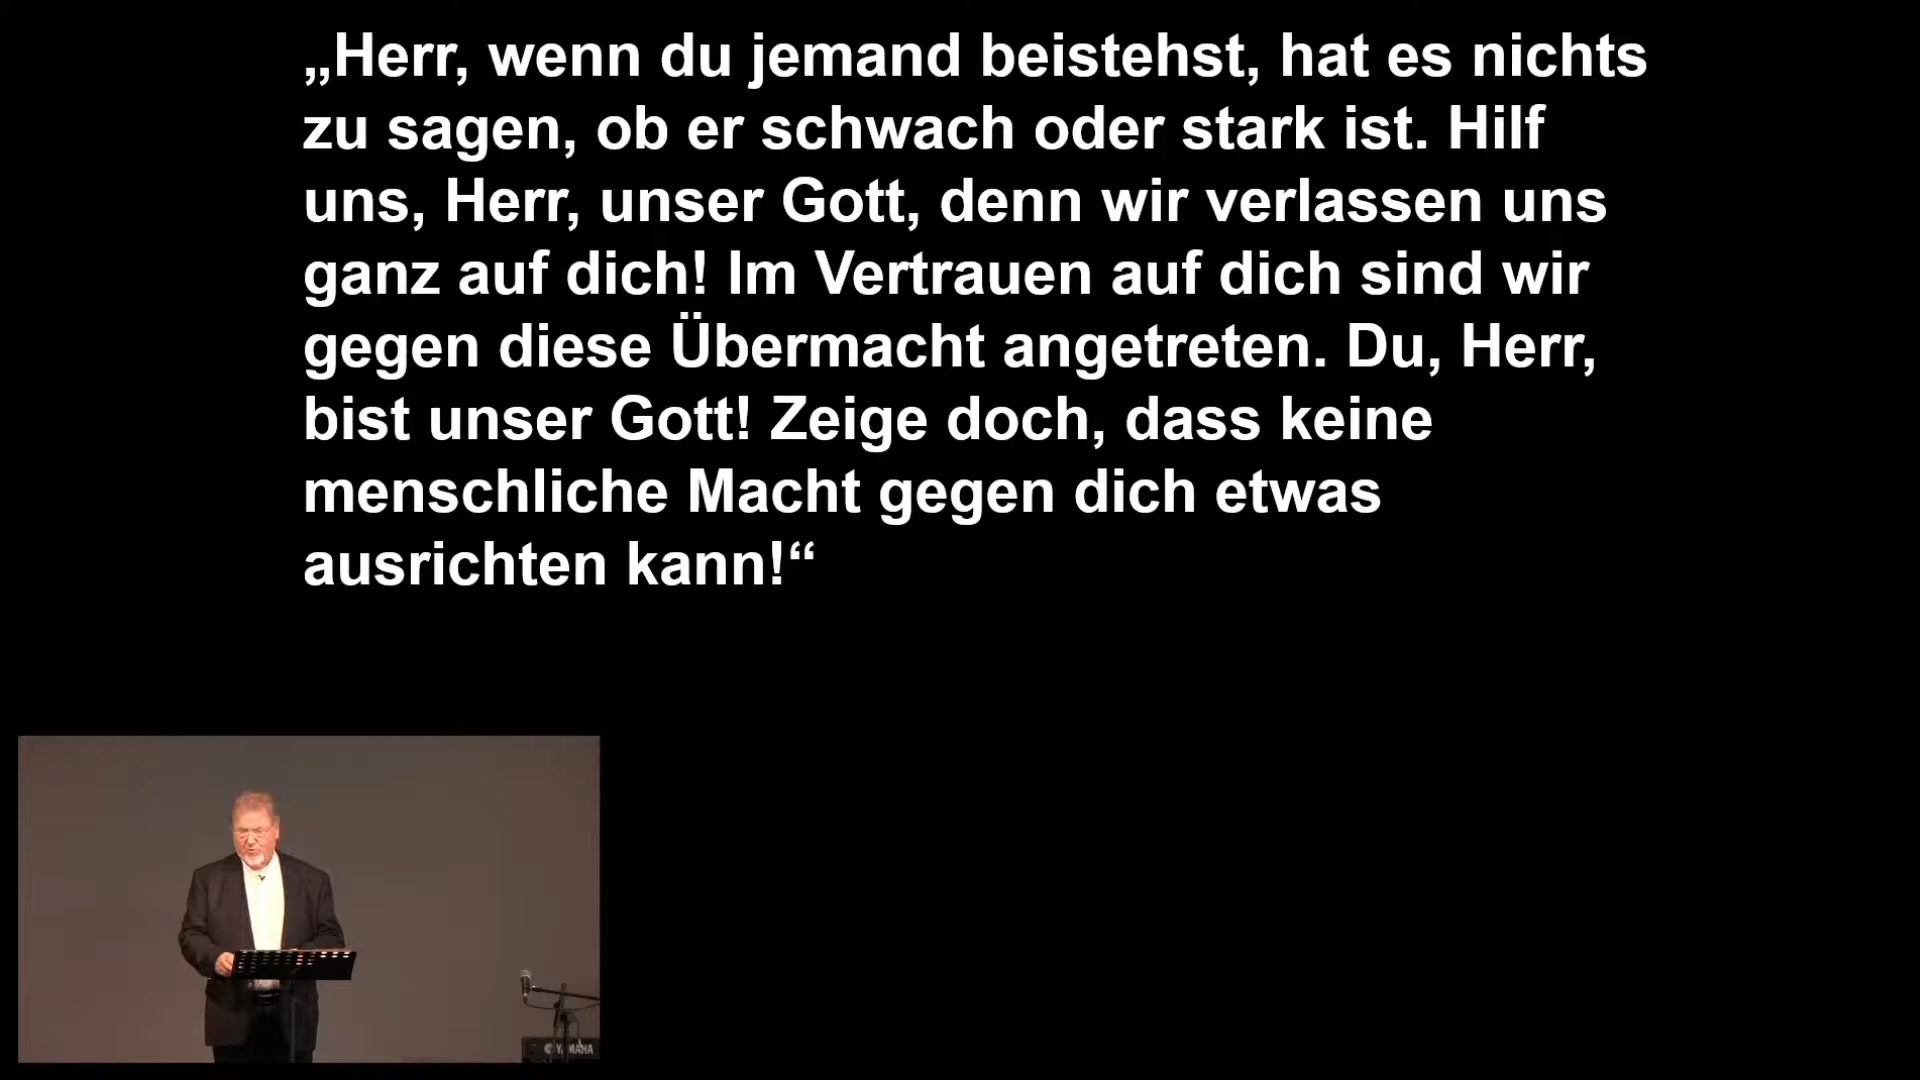 „Herr, wenn du jemand beistehst, hat es nichts
zu sagen, ob er schwach oder stark ist. Hilf
uns, Herr, unser Gott, denn wir verlassen uns
ganz auf dich! Im Vertrauen auf dich sind wir
gegen diese Übermacht angetreten. Du, Herr,
bist unser Gott! Zeige doch, dass keine
menschliche Macht gegen dich etwas
ausrichten kann!“
YAMAHA